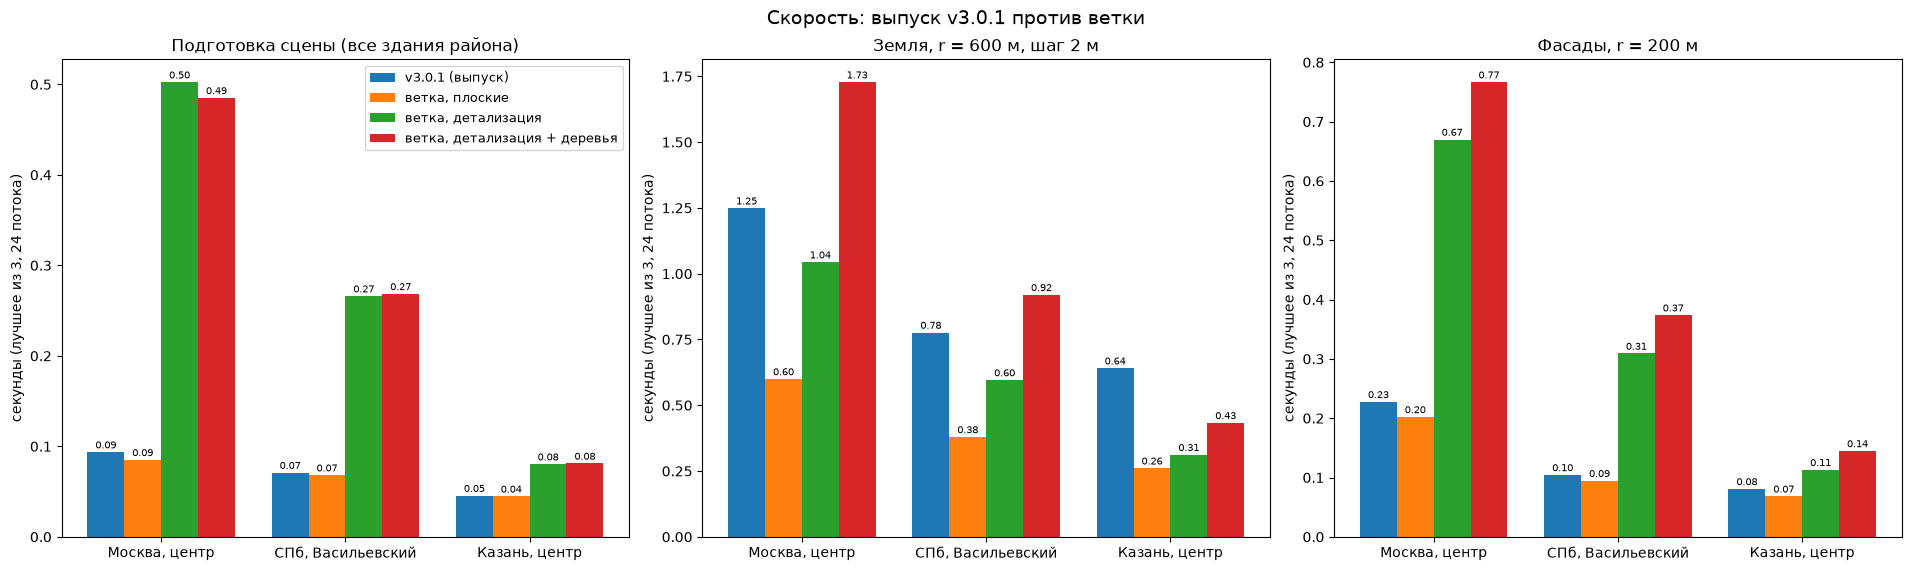 Скорость: выпуск v3.0.1 против ветки
Подготовка сцены (все здания района)
секунды (лучшее из 3, 24 потока)
0.5
0.4
0.3
0.2
0.1
0.0
v3.0.1 (выпуск)
ветка, плоские
ветка, детализация
ветка, детализация + деревья
0.09 0.09 0.50 0.49
0.07 0.07 0.27 0.27
0.05 0.04 0.08 0.08
Москва, центр СПб, Васильевский Казань, центр
Земля, r = 600 м, шаг 2 м
секунды (лучшее из 3, 24 потока)
1.75
1.50
1.25
1.00
0.75
0.50
0.25
0.00
1.25 0.60 1.04 1.73
0.78 0.38 0.60 0.92
0.64 0.26 0.31 0.43
Москва, центр СПб, Васильевский Казань, центр
Фасады, r = 200 м
секунды (лучшее из 3, 24 потока)
0.8
0.7
0.6
0.5
0.4
0.3
0.2
0.1
0.0
0.23 0.20 0.67 0.77
0.10 0.09 0.31 0.37
0.08 0.07 0.11 0.14
Москва, центр СПб, Васильевский Казань, центр